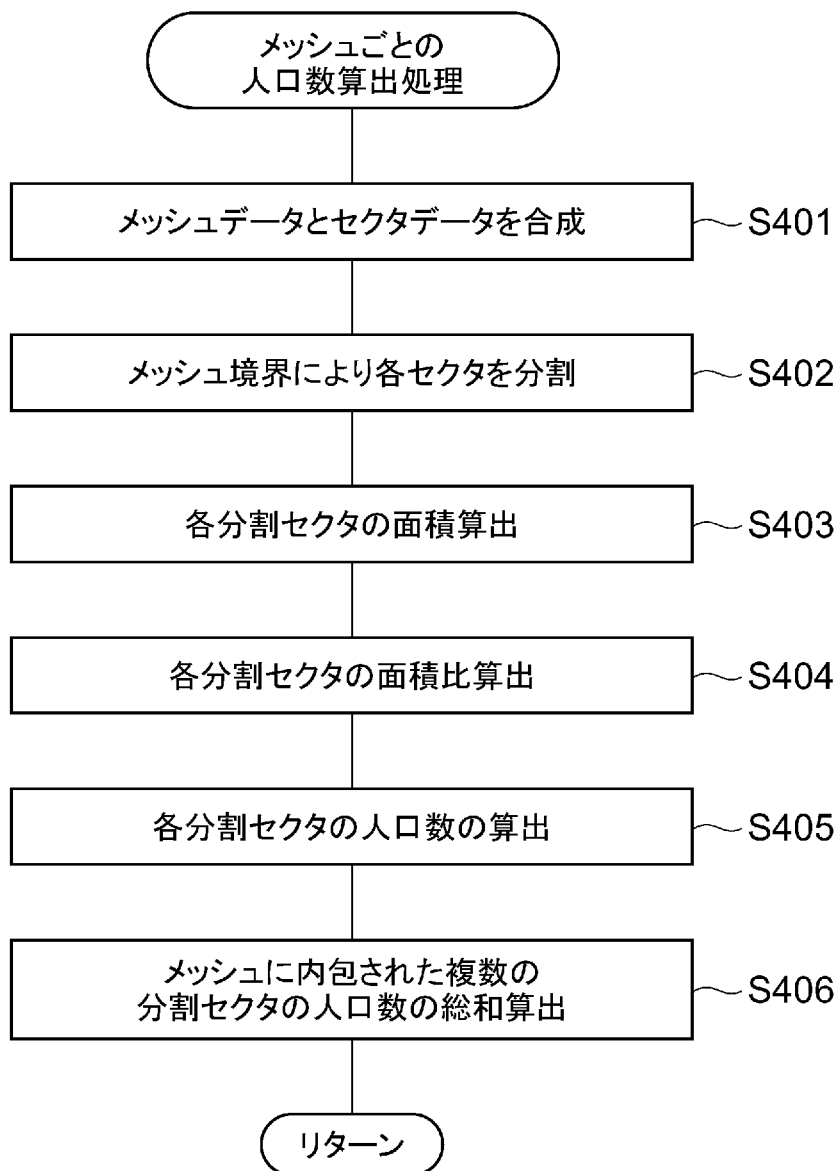 メッシュごとの
人口数算出処理
メッシュデータとセクタデータを合成
S401
メッシュ境界により各セクタを分割
S402
各分割セクタの面積算出
S403
各分割セクタの面積比算出
S404
各分割セクタの人口数の算出
S405
メッシュに内包された複数の
分割セクタの人口数の総和算出
S406
リターン